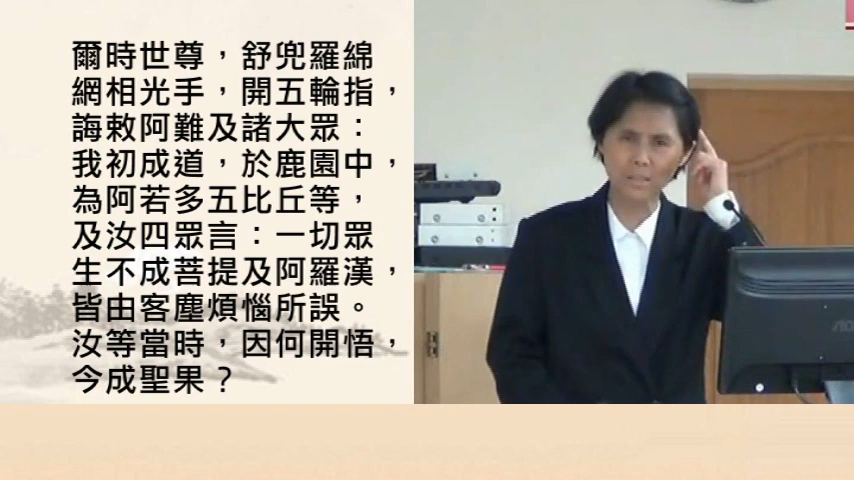 爾時世尊，舒兜羅綿
網相光手，開五輪指，
誨敕阿難及諸大眾：
我初成道，於鹿園中，
為阿若多五比丘等，
及汝四眾言：一切眾
生不成菩提及阿羅漢，
皆由客塵煩惱所誤。
汝等當時，因何開悟，
今成聖果？